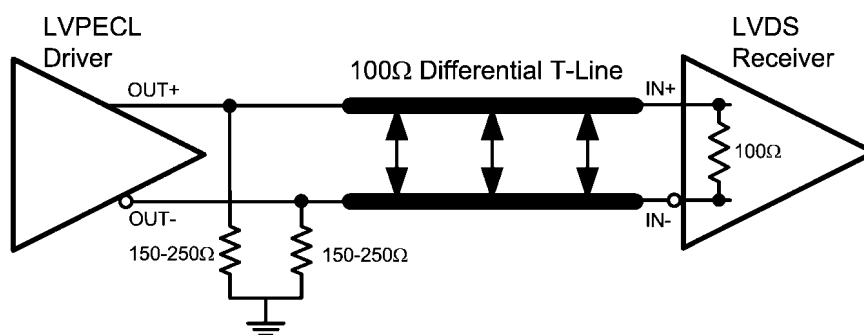 LVPECL
Driver
LVDS
Receiver
100Ω Differential T-Line
OUT+
IN+
100Ω
OUT-
IN-
150-250Ω
150-250Ω